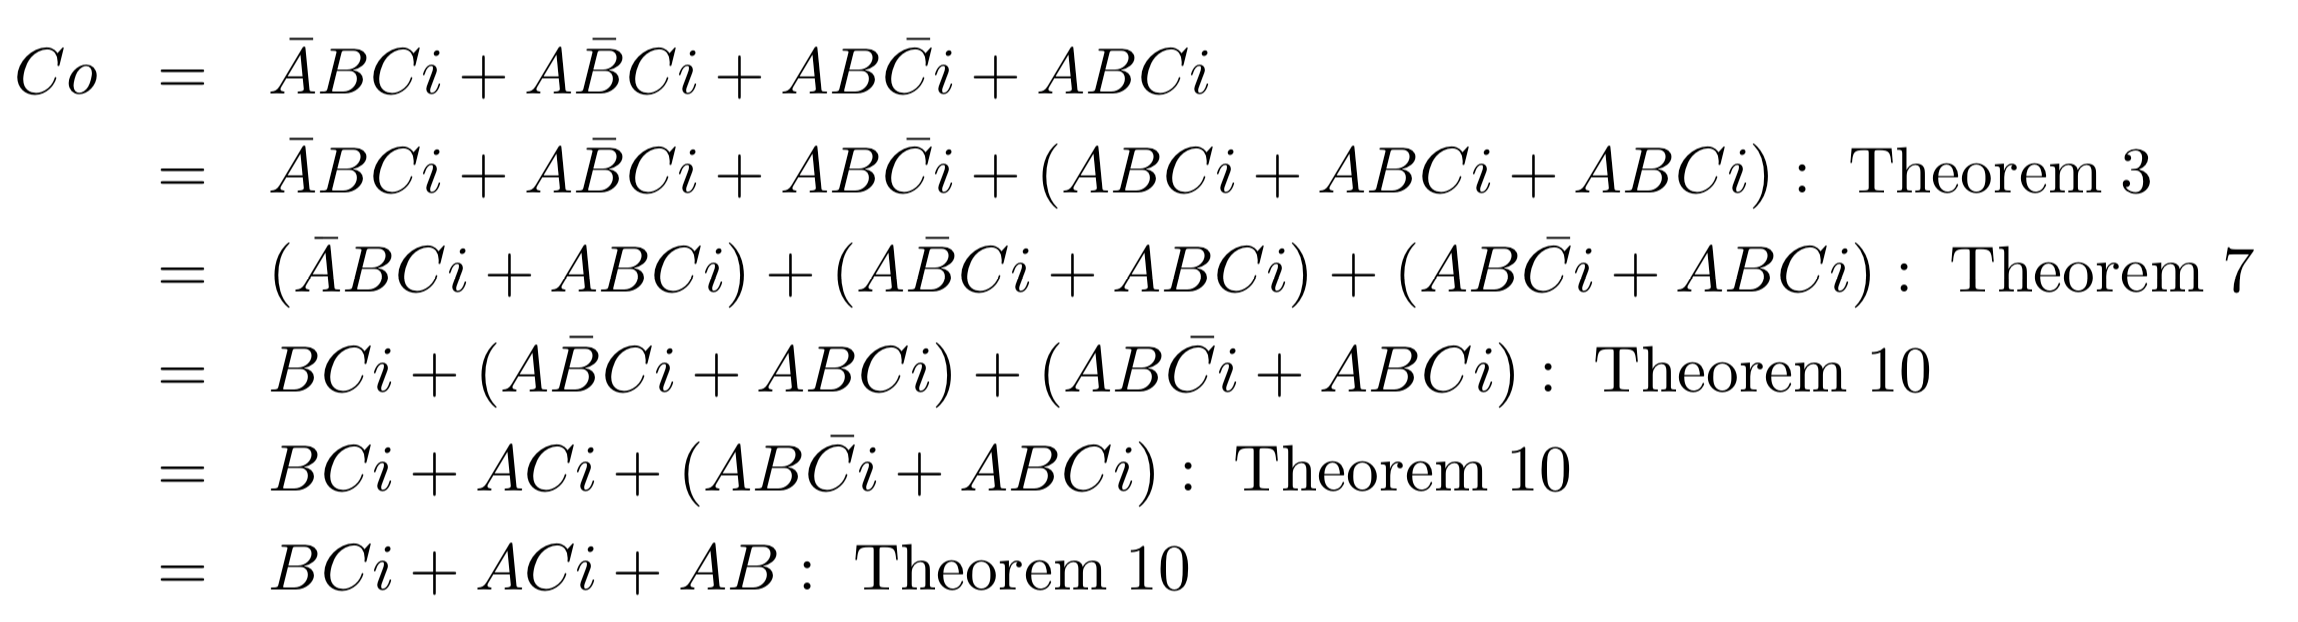 Co = ĀBCi + AB̄Ci + ABC̄i + ABCi
= ĀBCi + AB̄Ci + ABC̄i + (ABCi + ABCi + ABCi) : Theorem 3
= (ĀBCi + ABCi) + (AB̄Ci + ABCi) + (ABC̄i + ABCi) : Theorem 7
= BCi + (AB̄Ci + ABCi) + (ABC̄i + ABCi) : Theorem 10
= BCi + ACi + (ABC̄i + ABCi) : Theorem 10
= BCi + ACi + AB : Theorem 10